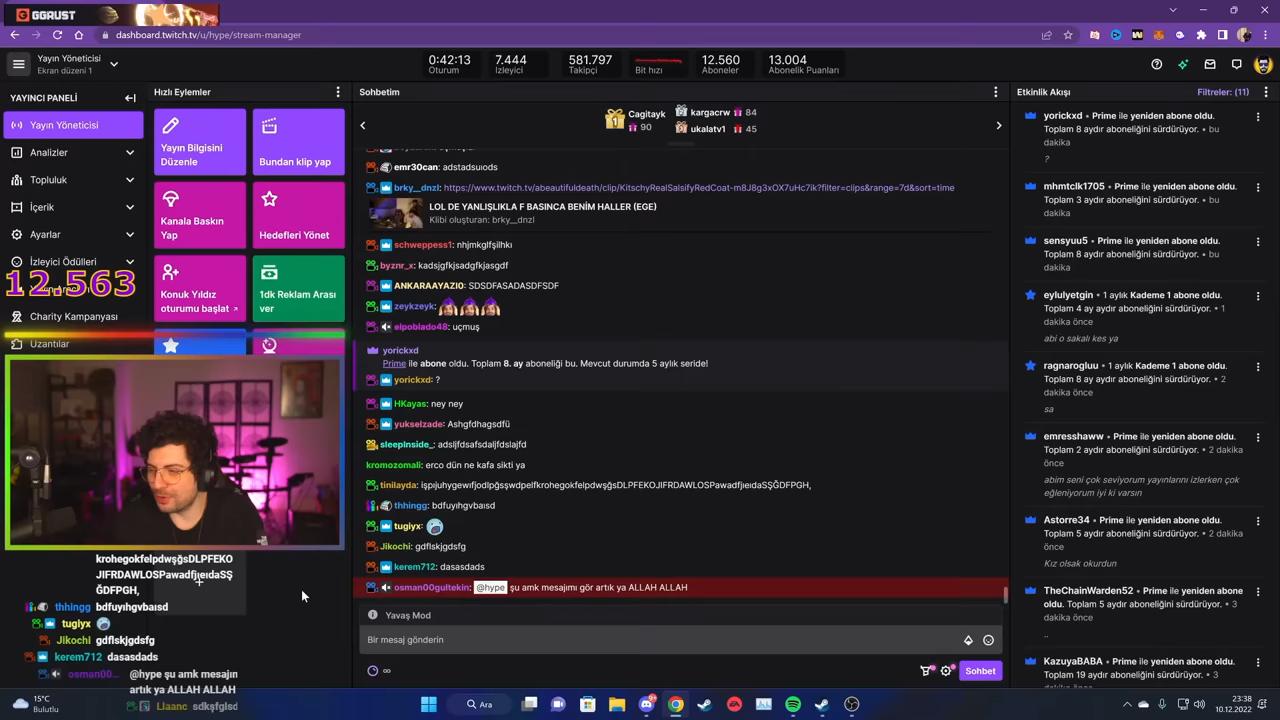 GGRUST
dashboard.twitch.tv/u/hype/stream-manager
Yayın Yöneticisi
Ekran düzeni 1
0:42:13
Oturum
7.444
İzleyici
581.797
Takipçi
Bit hızı
12.560
Aboneler
13.004
Abonelik Puanları
YAYINCI PANELİ
Yayın Yöneticisi
Analizler
Topluluk
İçerik
Ayarlar
İzleyici Ödülleri
12.563
Charity Kampanyası
Uzantılar
Hızlı Eylemler
Yayın Bilgisini
Düzenle
Bundan klip yap
Kanala Baskın
Yap
Hedefleri Yönet
Konuk Yıldız
oturumu başlat
1dk Reklam Arası
ver
Sohbetim
Cagitayk
90
kargacrw 84
ukalatv1 45
emr30can: adstadsuıods
brky__dnzl: https://www.twitch.tv/abeautifuldeath/clip/KitschyRealSalsifyRedCoat-m8J8g3xOX7uHc7ik?filter=clips&range=7d&sort=time
LOL DE YANLIŞLIKLA F BASINCA BENİM HALLER (EGE)
Klibi oluşturan: brky__dnzl
schweppess1: nhjmkglfşilhkı
byznr_x: kadsjgfkjsadgfkjasgdf
ANKARAAYAZI0: SDSDFASADASDFSDF
zeykzeyk:
elpoblado48: uçmuş
yorickxd
Prime ile abone oldu. Toplam 8. ay aboneliği bu. Mevcut durumda 5 aylık seride!
yorickxd: ?
HKayas: ney ney
yukselzade: Ashgfdhagsdfü
sleepInside_: adsljfdsafsdaljfdslajfd
kromozomali: erco dün ne kafa sikti ya
tinilayda: işpıjuhygewıfjodlpğsşwdpelfkrohegokfelpdwşğsDLPFEKOJIFRDAWLOSPawadfjıeıdaSŞĞDFPGH,
thhingg: bdfuyıhgvbaısd
tugiyx:
Jikochi: gdflskjgdsfg
kerem712: dasasdads
osman00gultekin: @hype şu amk mesajımı gör artık ya ALLAH ALLAH
Yavaş Mod
Bir mesaj gönderin
Sohbet
Etkinlik Akışı
Filtreler: (11)
yorickxd • Prime ile yeniden abone oldu.
Toplam 8 aydır aboneliğini sürdürüyor. • bu
dakika
?
mhmtclk1705 • Prime ile yeniden abone oldu.
Toplam 3 aydır aboneliğini sürdürüyor. • bu
dakika
sensyuu5 • Prime ile yeniden abone oldu.
Toplam 8 aydır aboneliğini sürdürüyor. • bu
dakika
eylulyetgin • 1 aylık Kademe 1 abone oldu.
Toplam 4 ay aydır aboneliğini sürdürüyor. • 1
dakika önce
abi o sakalı kes ya
ragnarogluu • 1 aylık Kademe 1 abone oldu.
Toplam 8 ay aydır aboneliğini sürdürüyor. • 2
dakika önce
sa
emresshaww • Prime ile yeniden abone oldu.
Toplam 2 aydır aboneliğini sürdürüyor. • 2 dakika
önce
abim seni çok seviyorum yayınlarını izlerken çok
eğleniyorum iyi ki varsın
Astorre34 • Prime ile yeniden abone oldu.
Toplam 5 aydır aboneliğini sürdürüyor. • 2 dakika
önce
Kız olsak okurdun
TheChainWarden52 • Prime ile yeniden abone
oldu. Toplam 5 aydır aboneliğini sürdürüyor. • 3
dakika önce
..
KazuyaBABA • Prime ile yeniden abone oldu.
Toplam 19 aydır aboneliğini sürdürüyor. • 3
krohegokfelpdwşğsDLPFEKO
JIFRDAWLOSPawadfjıeıdaSŞ
ĞDFPGH,
thhingg bdfuyıhgvbaısd
tugiyx
Jikochi gdflskjgdsfg
kerem712 dasasdads
osman00... @hype şu amk mesajımı
gör artık ya ALLAH ALLAH
Llaanc sdkşfglsd
15°C
Bulutlu
Ara
23:38
10.12.2022